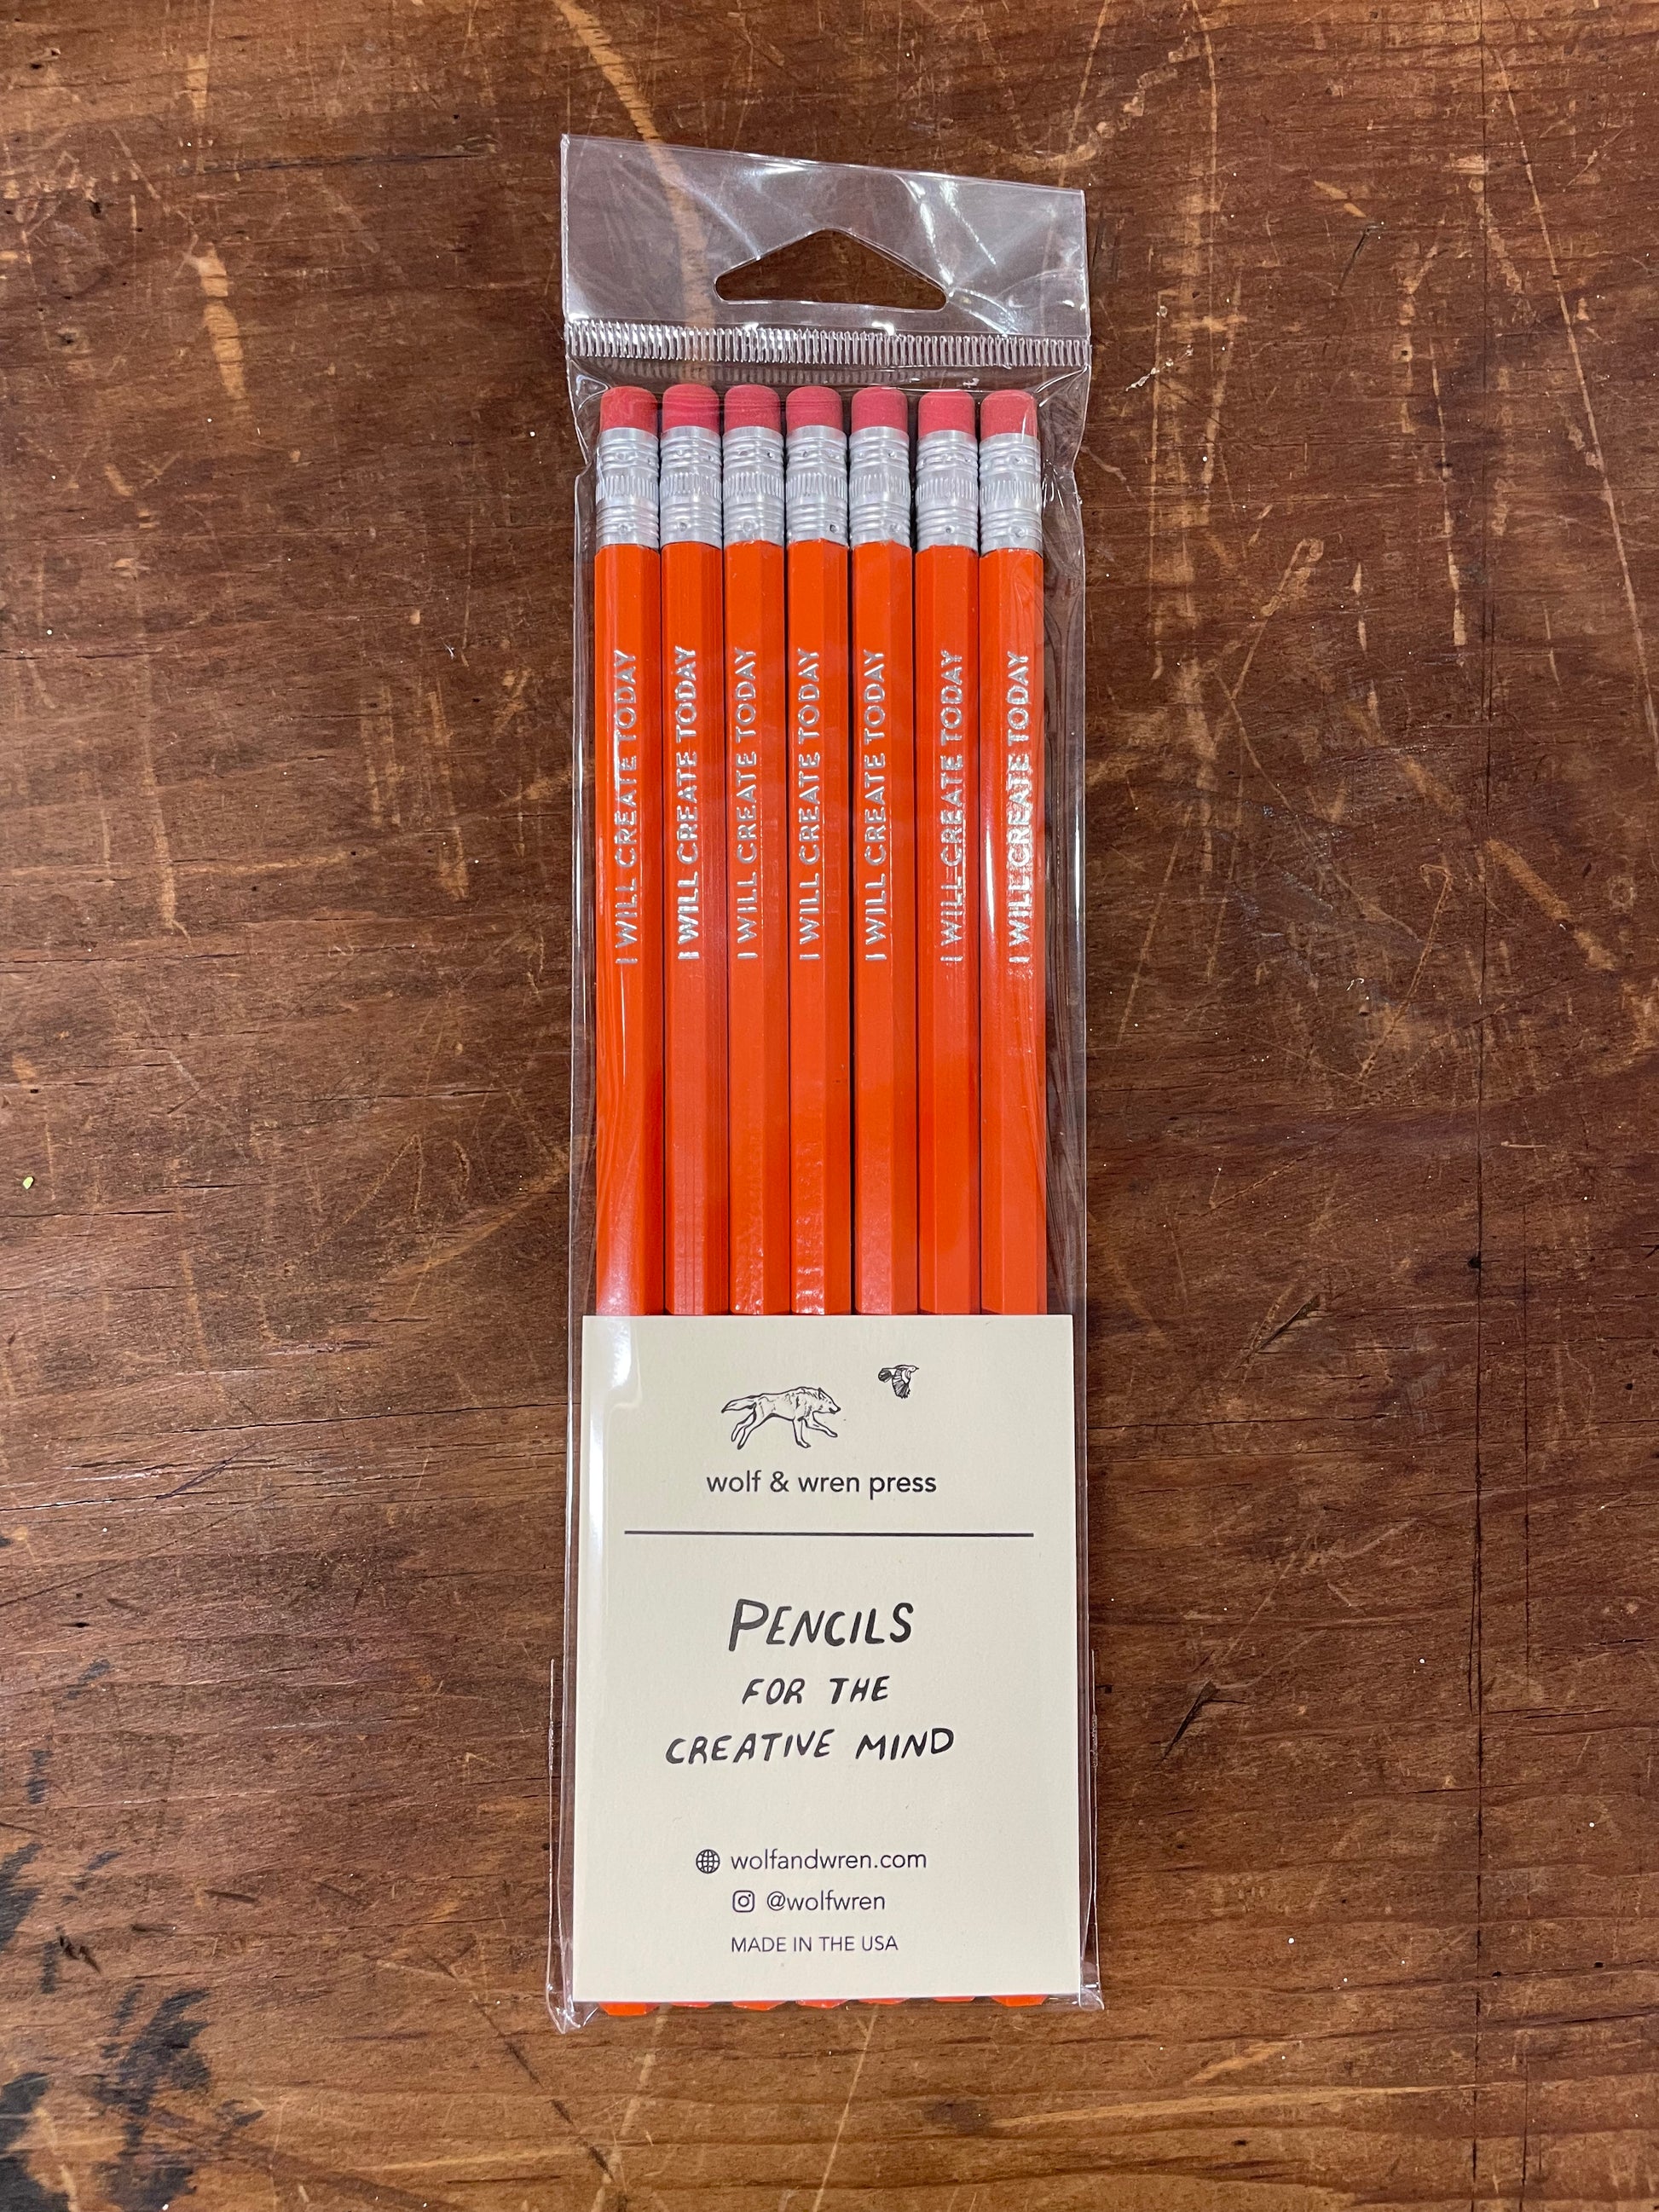 I WILL CREATE TODAY
I WILL CREATE TODAY
I WILL CREATE TODAY
I WILL CREATE TODAY
I WILL CREATE TODAY
I WILL CREATE TODAY
I WILL CREATE TODAY
wolf & wren press
PENCILS
FOR THE
CREATIVE MIND
wolfandwren.com
@wolfwren
MADE IN THE USA